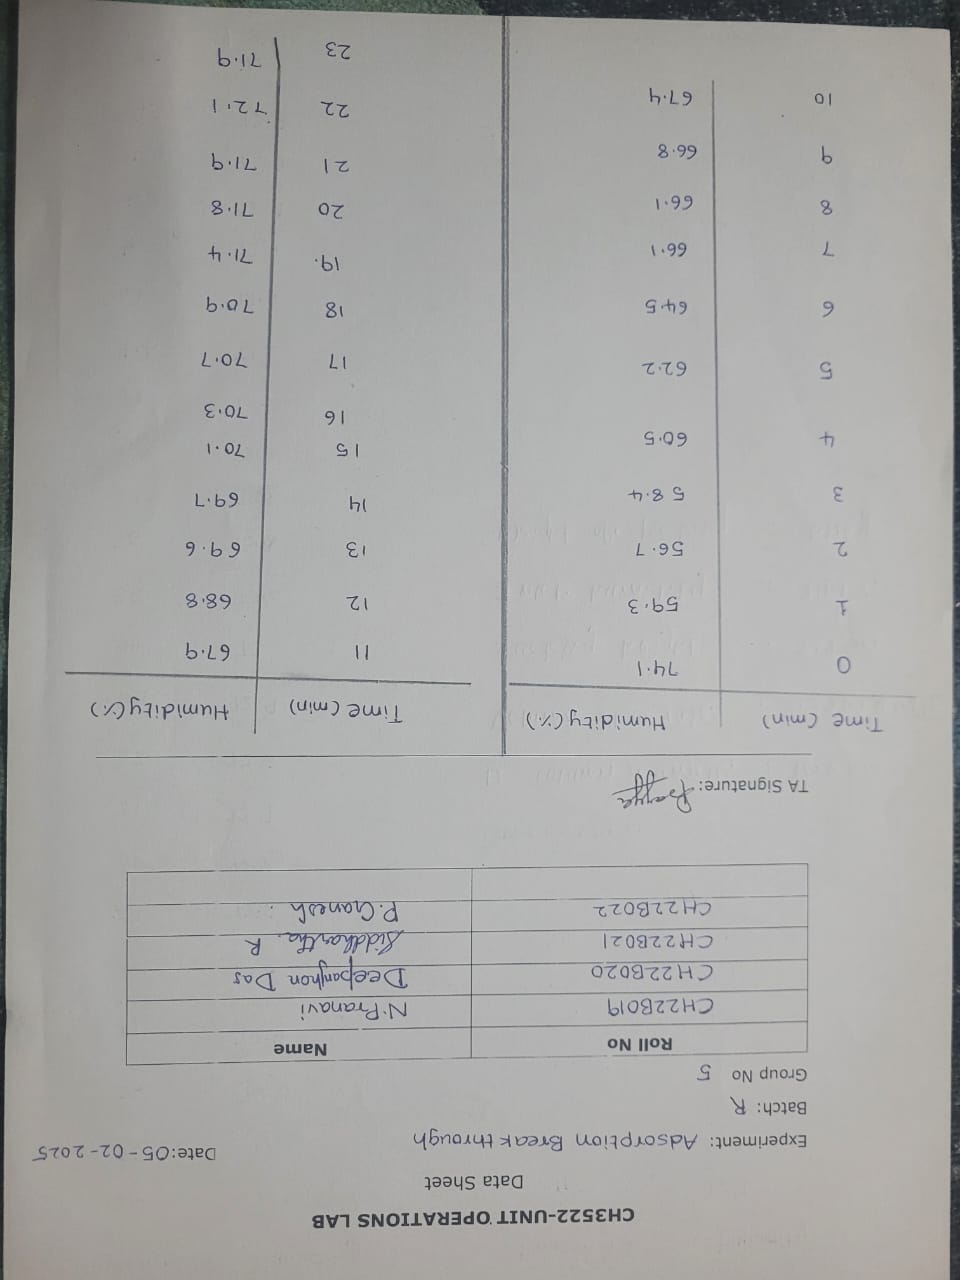 CH3522-UNIT OPERATIONS LAB
Data Sheet
Date: 05-02-2025
Experiment: Adsorption Breakthrough
Batch: R
Group No 5
Roll No Name
CH22B019 N. Pranavi
CH22B020 Deepanjhon Das
CH22B021 Siddhartha. R
CH22B022 P. Ganesh.
TA Signature:
Time (min) Humidity (%)
0 74.1
1 59.3
2 56.7
3 58.4
4 60.5
5 62.2
6 64.5
7 66.1
8 66.1
9 66.8
10 67.4
Time (min) Humidity (%)
11 67.9
12 68.8
13 69.6
14 69.7
15 70.1
16 70.3
17 70.7
18 70.9
19. 71.4
20 71.8
21 71.9
22 72.1
23 71.9